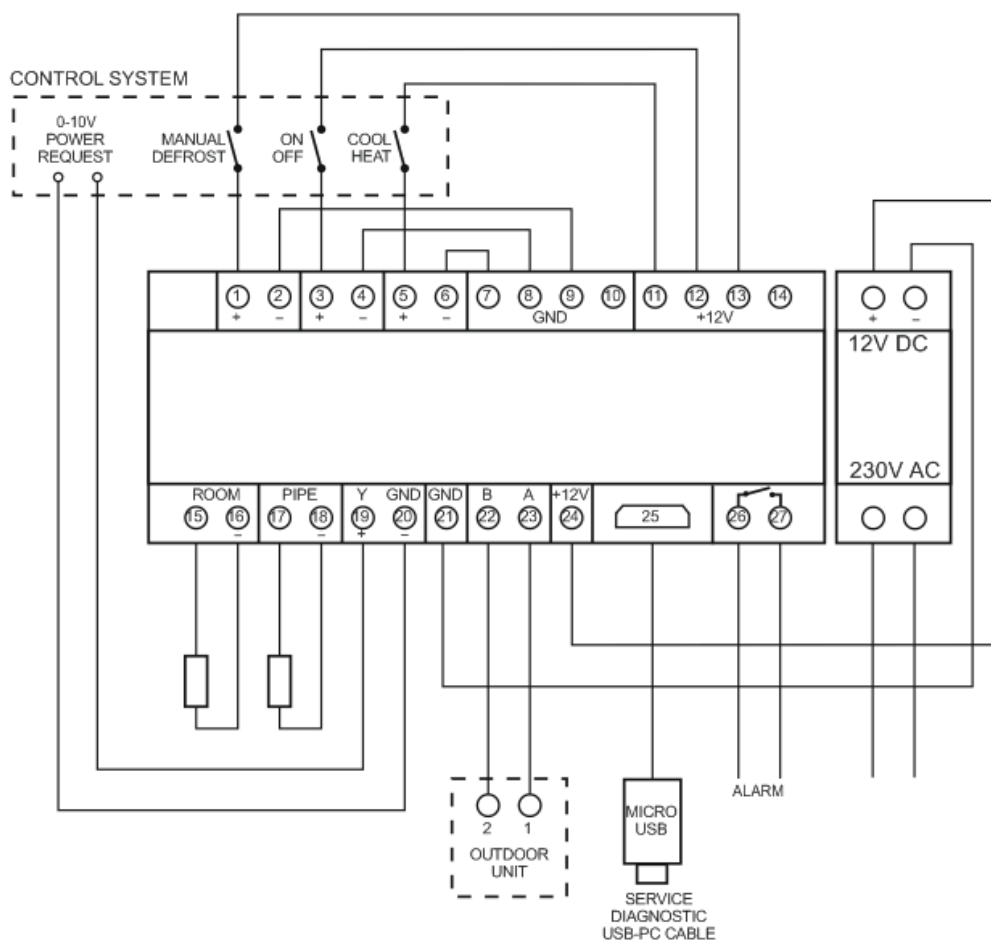 CONTROL SYSTEM
0-10V
POWER
REQUEST
MANUAL
DEFROST
ON
OFF
COOL
HEAT
1 2 3 4 5 6 7 8 9 10 11 12 13 14
+ − + − + − GND +12V
+ −
12V DC
230V AC
ROOM PIPE Y GND GND B A +12V
15 16 17 18 19 20 21 22 23 24 25 26 27
− − + −
ALARM
2 1
OUTDOOR
UNIT
MICRO
USB
SERVICE
DIAGNOSTIC
USB-PC CABLE